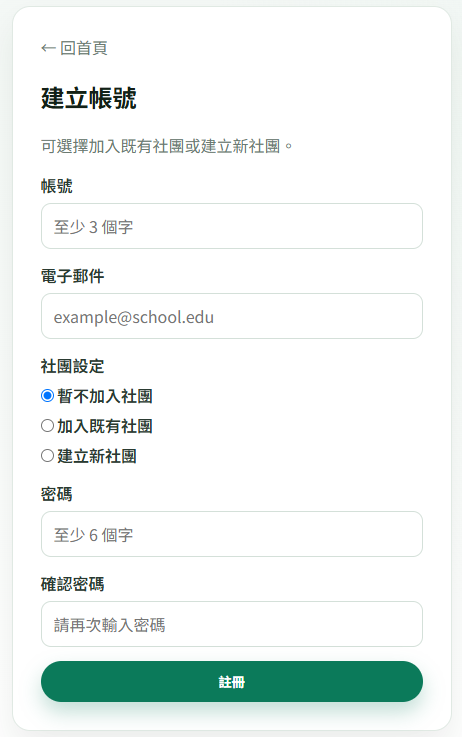 ← 回首頁
建立帳號
可選擇加入既有社團或建立新社團。
帳號
至少 3 個字
電子郵件
example@school.edu
社團設定
暫不加入社團
加入既有社團
建立新社團
密碼
至少 6 個字
確認密碼
請再次輸入密碼
註冊